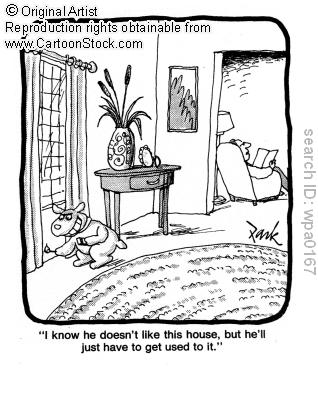 © Original Artist
Reproduction rights obtainable from
www.CartoonStock.com
search ID: wpa0167
Park
"I know he doesn't like this house, but he'll
just have to get used to it."